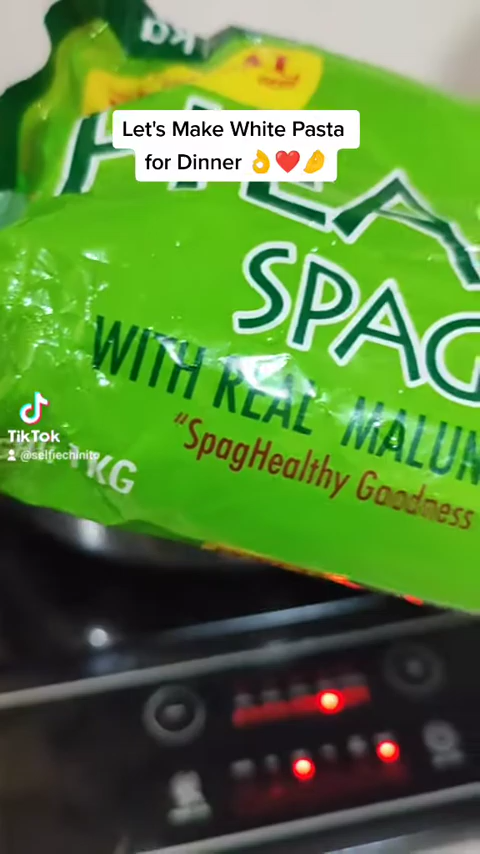 Let's Make White Pasta
for Dinner 👌❤️🤌
SPAG
WITH REAL MALUN
"SpagHealthy Goodness
1KG
TikTok
@selfiechinito